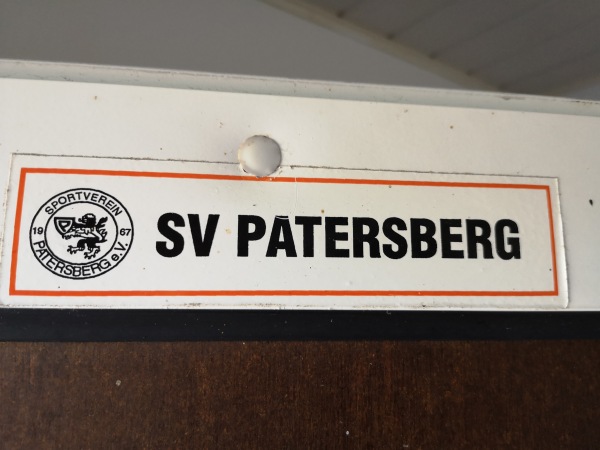 SPORTVEREIN
19 67
PATERSBERG e.V.
SV PATERSBERG